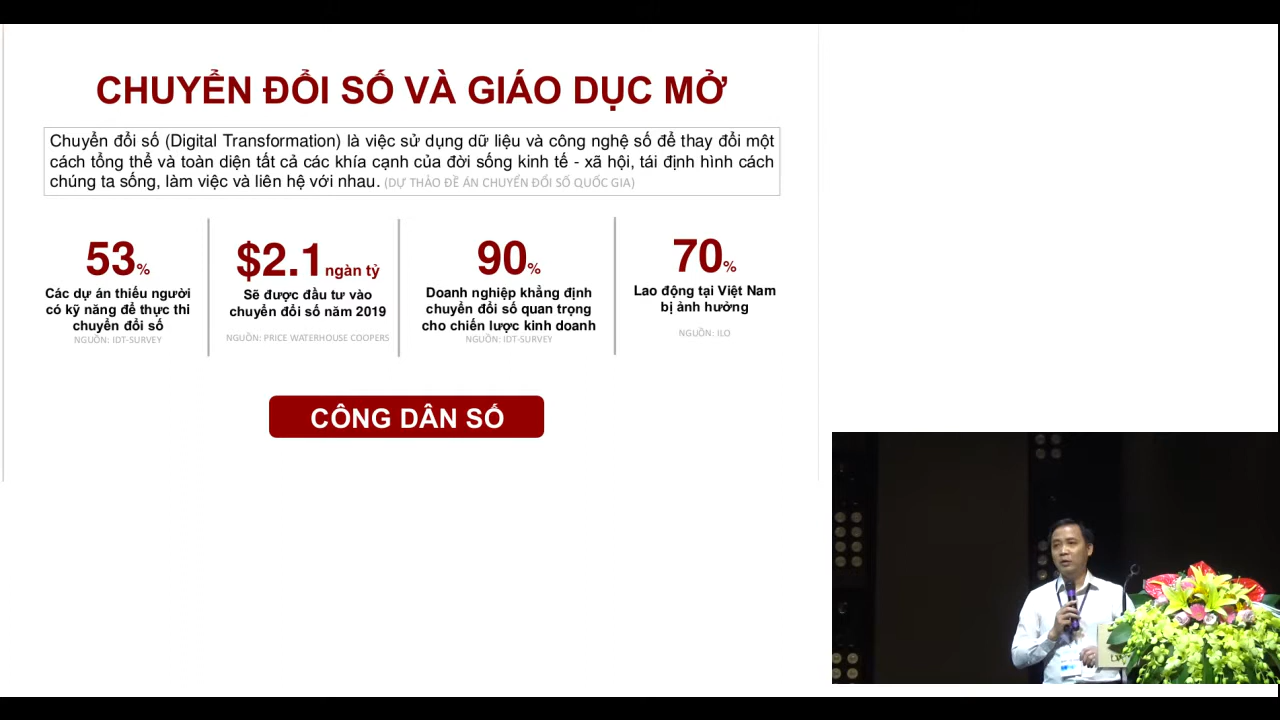 CHUYỂN ĐỔI SỐ VÀ GIÁO DỤC MỞ
Chuyển đổi số (Digital Transformation) là việc sử dụng dữ liệu và công nghệ số để thay đổi một
cách tổng thể và toàn diện tất cả các khía cạnh của đời sống kinh tế - xã hội, tái định hình cách
chúng ta sống, làm việc và liên hệ với nhau. (DỰ THẢO ĐỀ ÁN CHUYỂN ĐỔI SỐ QUỐC GIA)
53%
Các dự án thiếu người
có kỹ năng để thực thi
chuyển đổi số
NGUỒN: IDT-SURVEY
$2.1 ngàn tỷ
Sẽ được đầu tư vào
chuyển đổi số năm 2019
NGUỒN: PRICE WATERHOUSE COOPERS
90%
Doanh nghiệp khẳng định
chuyển đổi số quan trọng
cho chiến lược kinh doanh
NGUỒN: IDT-SURVEY
70%
Lao động tại Việt Nam
bị ảnh hưởng
NGUỒN: ILO
CÔNG DÂN SỐ